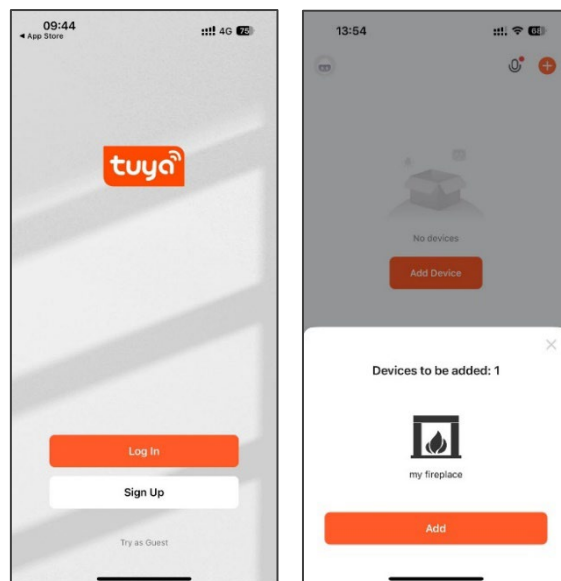 09:44
App Store
4G 75
tuya
Log In
Sign Up
Try as Guest
13:54
No devices
Add Device
Devices to be added: 1
my fireplace
Add